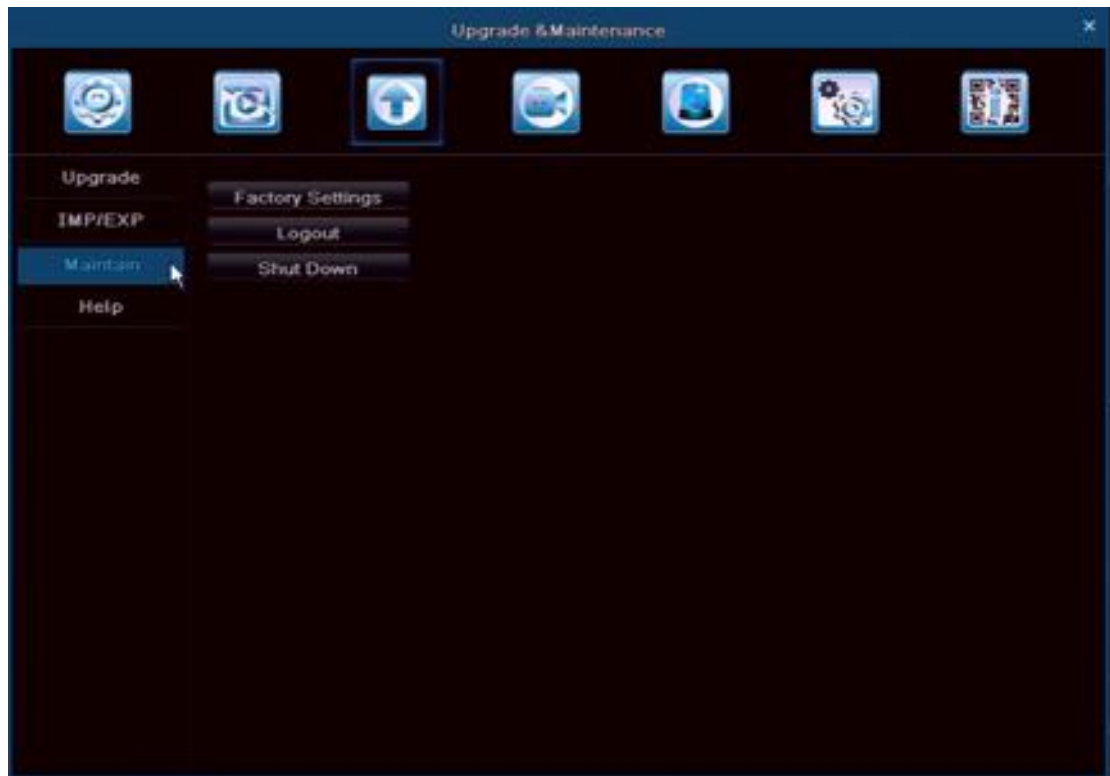 Upgrade &Maintenance
Upgrade
IMP/EXP
Maintain
Help
Factory Settings
Logout
Shut Down